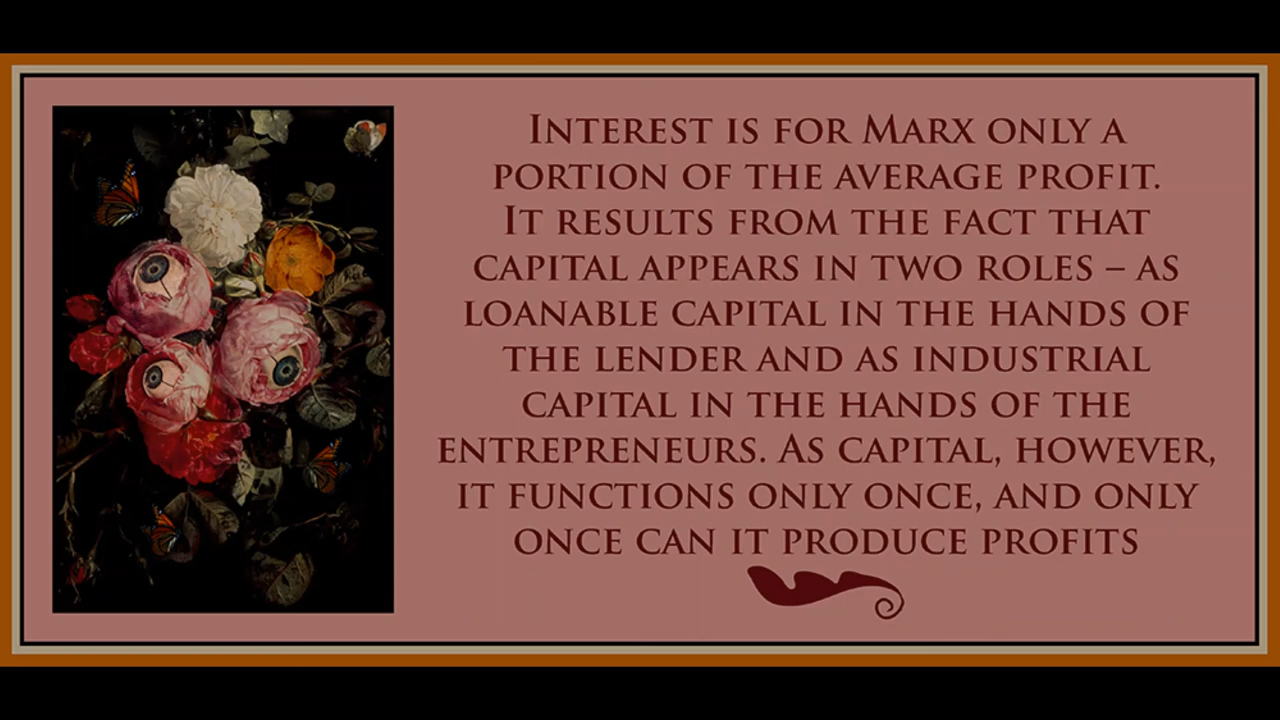 Interest is for Marx only a
portion of the average profit.
It results from the fact that
capital appears in two roles – as
loanable capital in the hands of
the lender and as industrial
capital in the hands of the
entrepreneurs. As capital, however,
it functions only once, and only
once can it produce profits